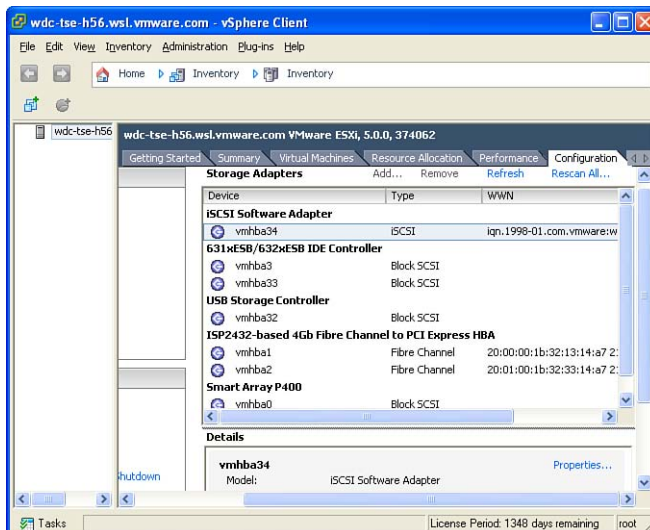 wdc-tse-h56.wsl.vmware.com - vSphere Client
File Edit View Inventory Administration Plug-ins Help
Home Inventory Inventory
wdc-tse-h56
wdc-tse-h56.wsl.vmware.com VMware ESXi, 5.0.0, 374062
Getting Started Summary Virtual Machines Resource Allocation Performance Configuration
Storage Adapters Add... Remove Refresh Rescan All...
Device Type WWN
iSCSI Software Adapter
vmhba34 iSCSI iqn.1998-01.com.vmware:w
631xESB/632xESB IDE Controller
vmhba3 Block SCSI
vmhba33 Block SCSI
USB Storage Controller
vmhba32 Block SCSI
ISP2432-based 4Gb Fibre Channel to PCI Express HBA
vmhba1 Fibre Channel 20:00:00:1b:32:13:14:a7 2
vmhba2 Fibre Channel 20:01:00:1b:32:33:14:a7 2
Smart Array P400
vmhba0 Block SCSI
Details
vmhba34 Properties...
Shutdown
Model: iSCSI Software Adapter
Tasks License Period: 1348 days remaining root